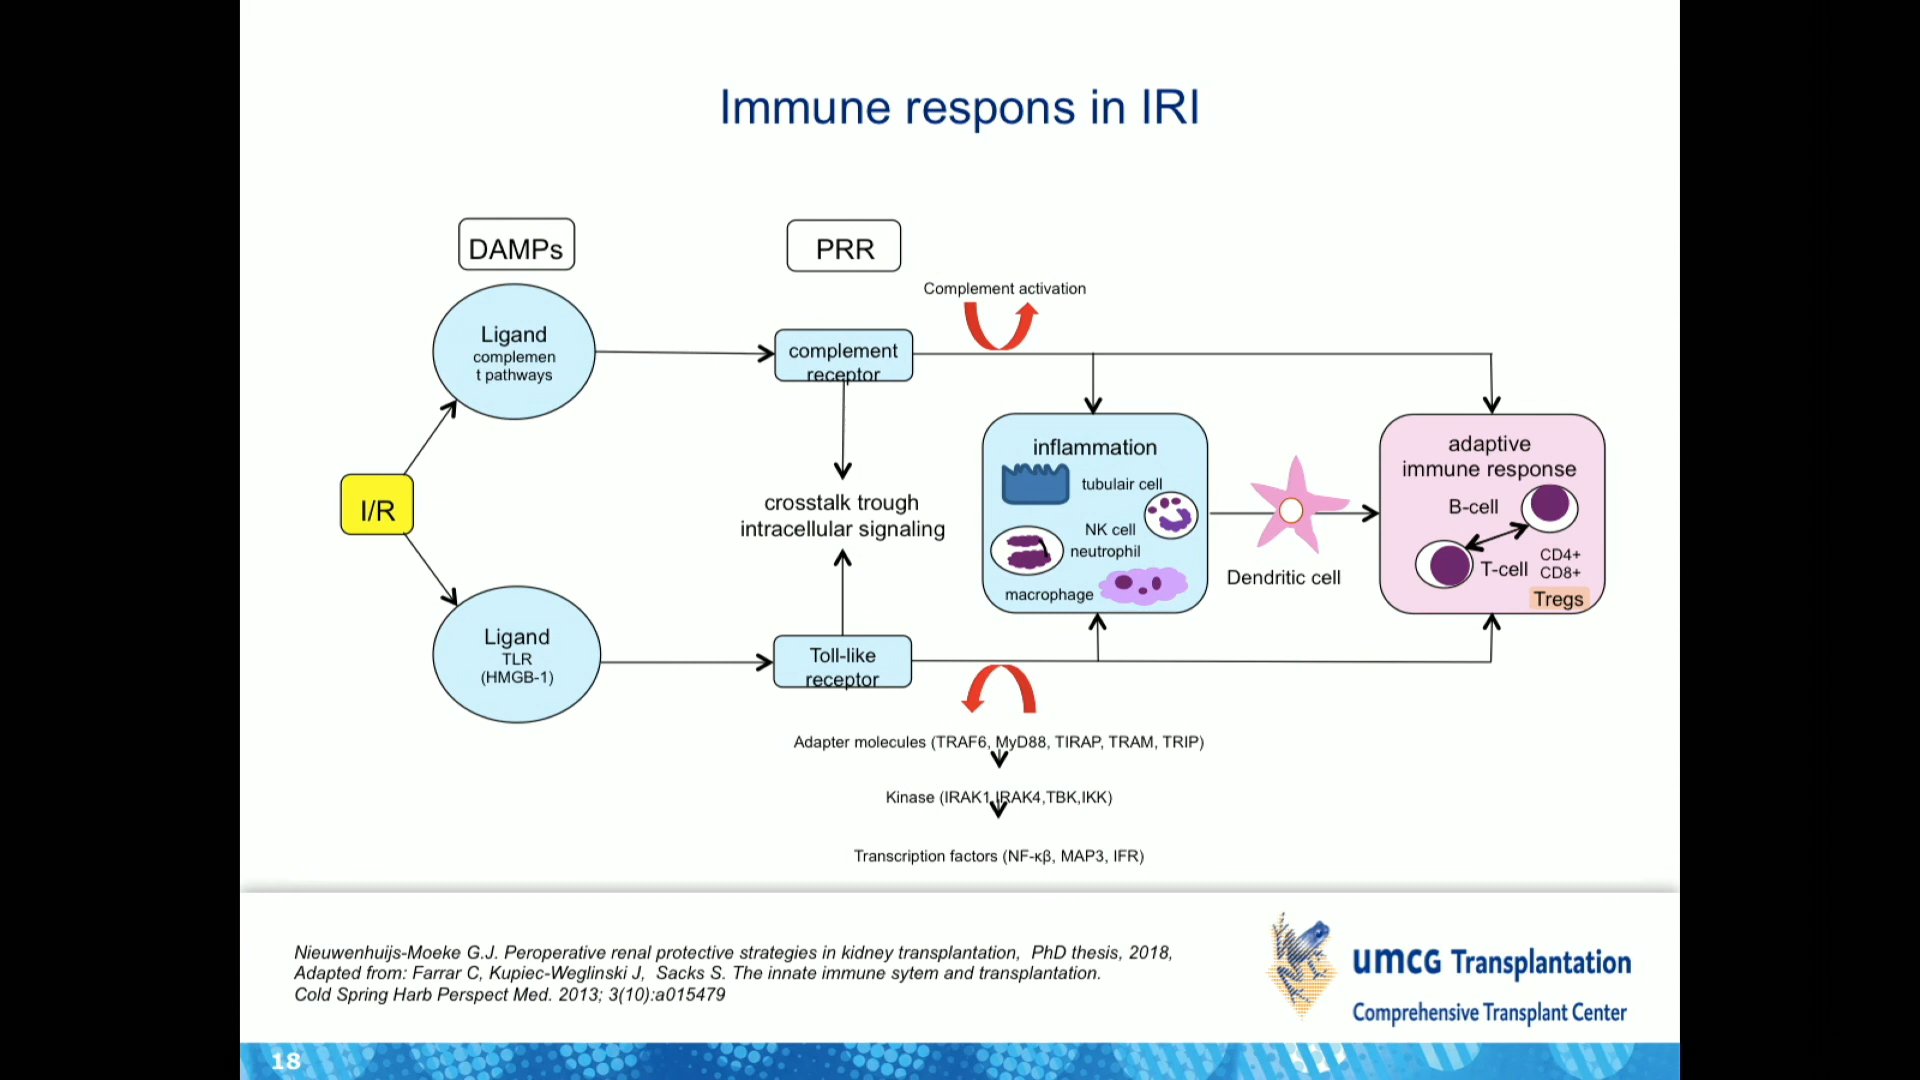 Immune respons in IRI
DAMPs
PRR
Complement activation
Ligand
complemen
t pathways
complement
receptor
inflammation
tubulair cell
NK cell
neutrophil
macrophage
adaptive
immune response
B-cell
T-cell
CD4+
CD8+
Tregs
I/R
crosstalk trough
intracellular signaling
Dendritic cell
Ligand
TLR
(HMGB-1)
Toll-like
receptor
Adapter molecules (TRAF6, MyD88, TIRAP, TRAM, TRIP)
Kinase (IRAK1,IRAK4,TBK,IKK)
Transcription factors (NF-κβ, MAP3, IFR)
Nieuwenhuijs-Moeke G.J. Peroperative renal protective strategies in kidney transplantation, PhD thesis, 2018,
Adapted from: Farrar C, Kupiec-Weglinski J, Sacks S. The innate immune sytem and transplantation.
Cold Spring Harb Perspect Med. 2013; 3(10):a015479
UMCG Transplantation
Comprehensive Transplant Center
18